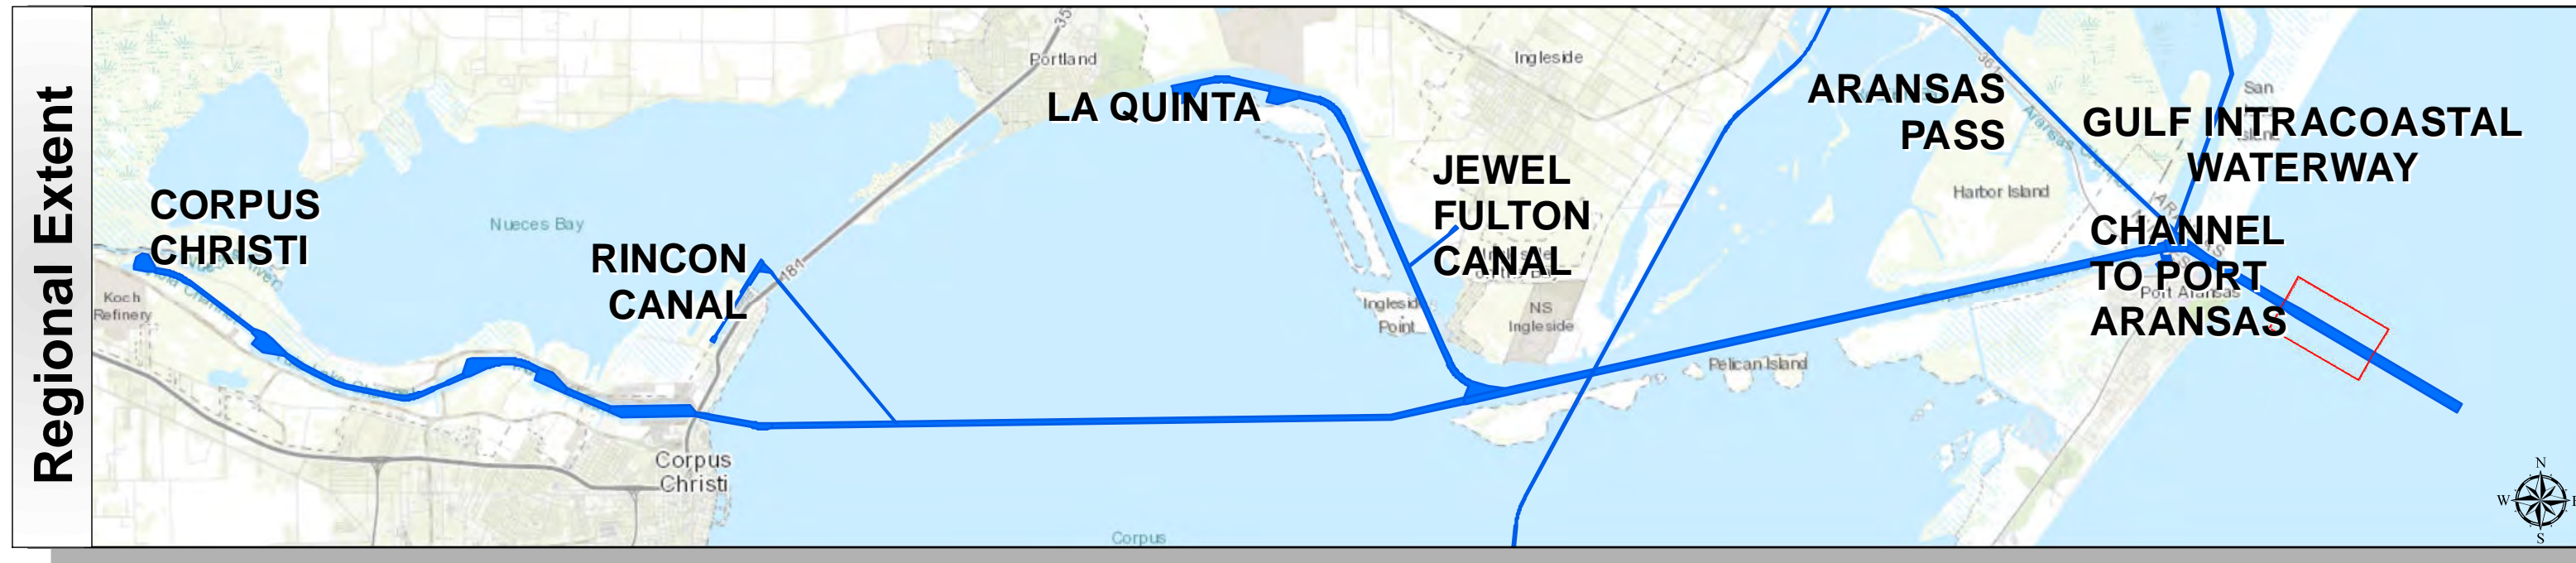 Regional Extent
CORPUS
CHRISTI
Koch
Refinery
Nueces Bay
RINCON
CANAL
181
35
Portland
LA QUINTA
Corpus
Christi
Corpus
Ingleside
JEWEL
FULTON
CANAL
Ingleside
Point
NS
Ingleside
Pelican Island
ARANSAS
PASS
361
Harbor Island
San
GULF INTRACOASTAL
WATERWAY
CHANNEL
TO PORT
ARANSAS
Port Aransas
N
W
S